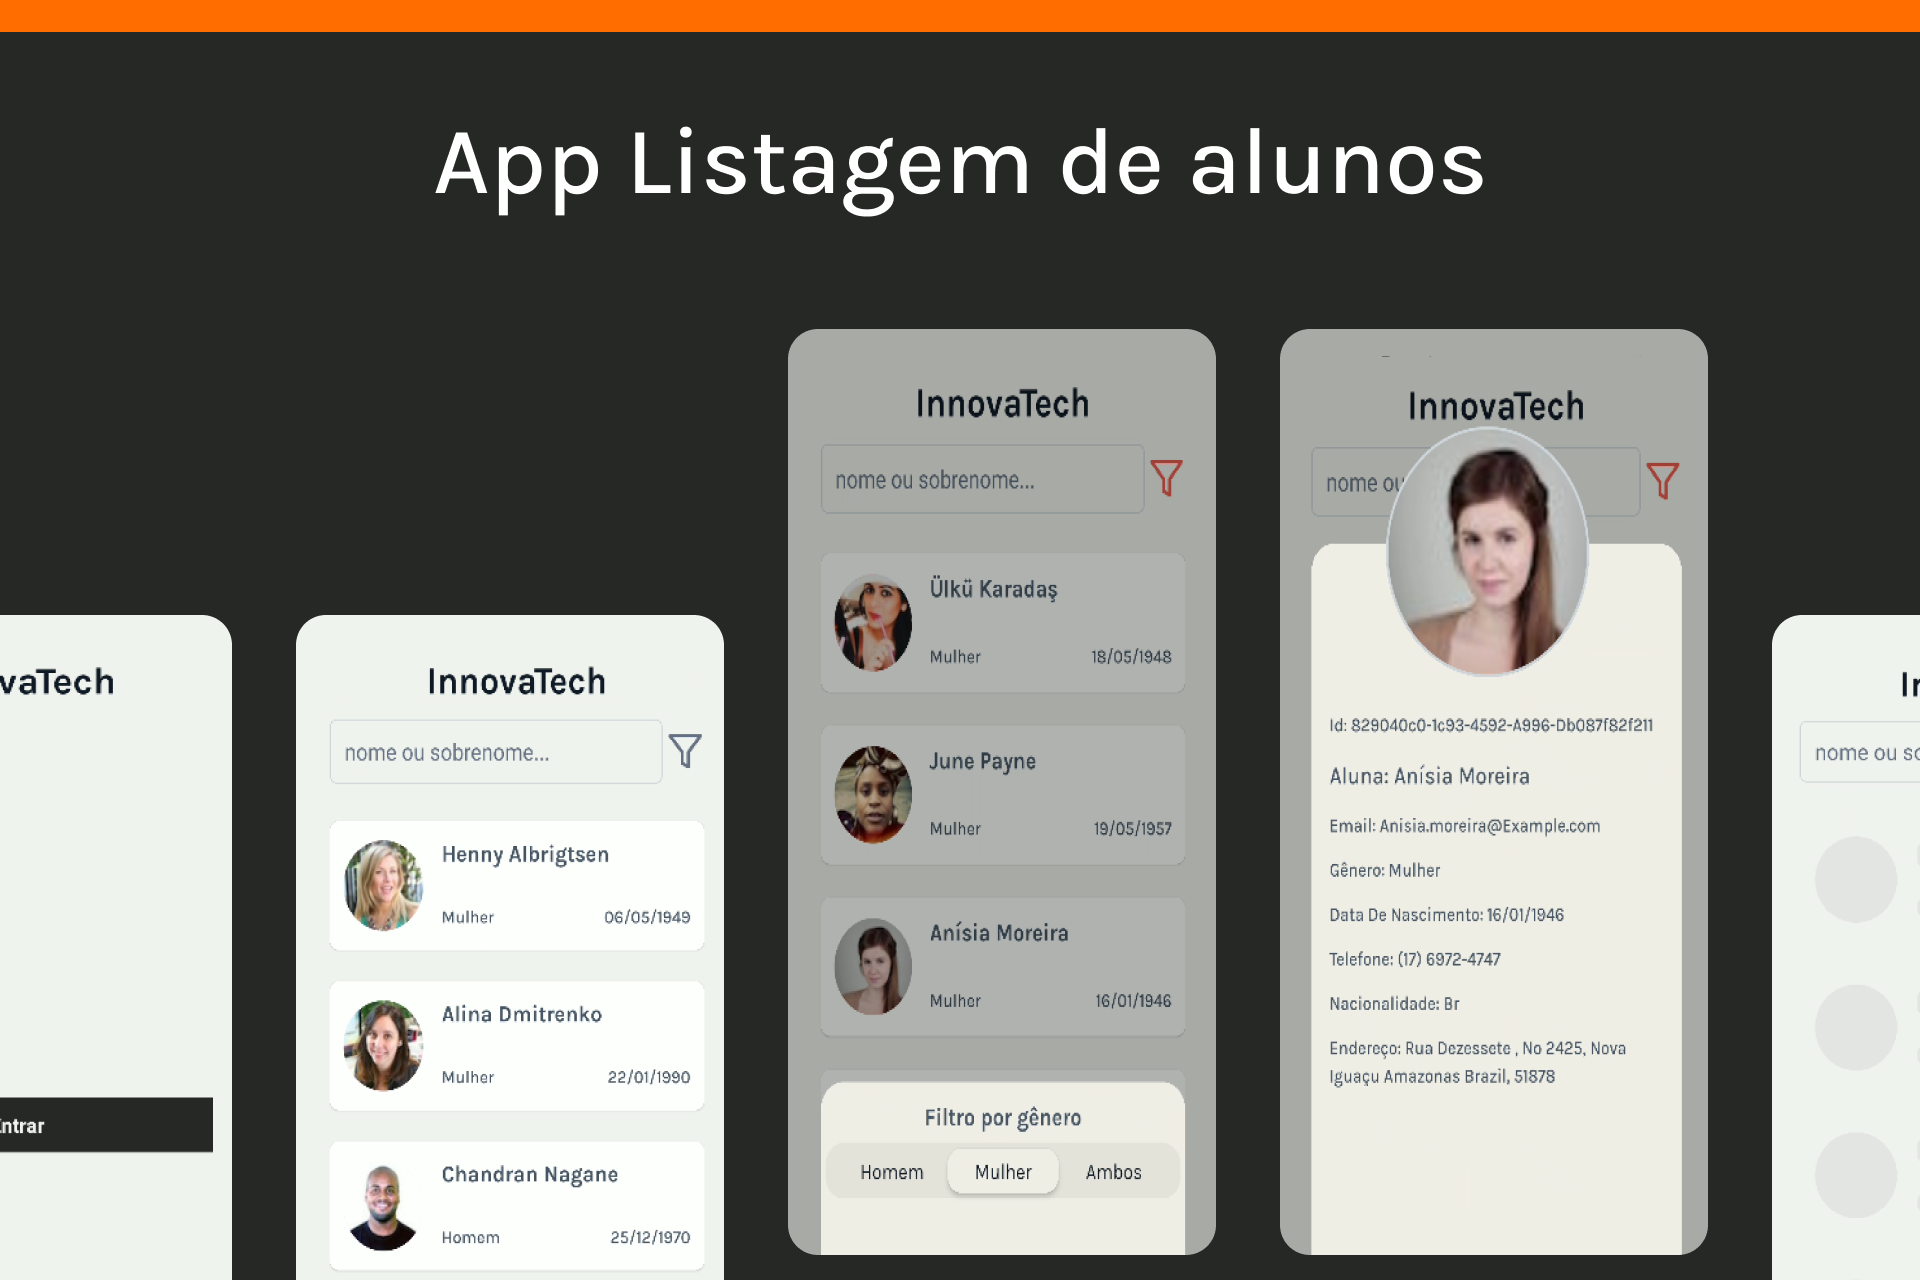 App Listagem de alunos
vaTech
ntrar
InnovaTech
nome ou sobrenome...
Henny Albrigtsen
Mulher 06/05/1949
Alina Dmitrenko
Mulher 22/01/1990
Chandran Nagane
Homem 25/12/1970
InnovaTech
nome ou sobrenome...
Ülkü Karadaş
Mulher 18/05/1948
June Payne
Mulher 19/05/1957
Anísia Moreira
Mulher 16/01/1946
Filtro por gênero
Homem Mulher Ambos
InnovaTech
nome ou
Id: 829040c0-1c93-4592-A996-Db087f82f211
Aluna: Anísia Moreira
Email: Anisia.moreira@Example.com
Gênero: Mulher
Data De Nascimento: 16/01/1946
Telefone: (17) 6972-4747
Nacionalidade: Br
Endereço: Rua Dezessete , No 2425, Nova
Iguaçu Amazonas Brazil, 51878
In
nome ou so